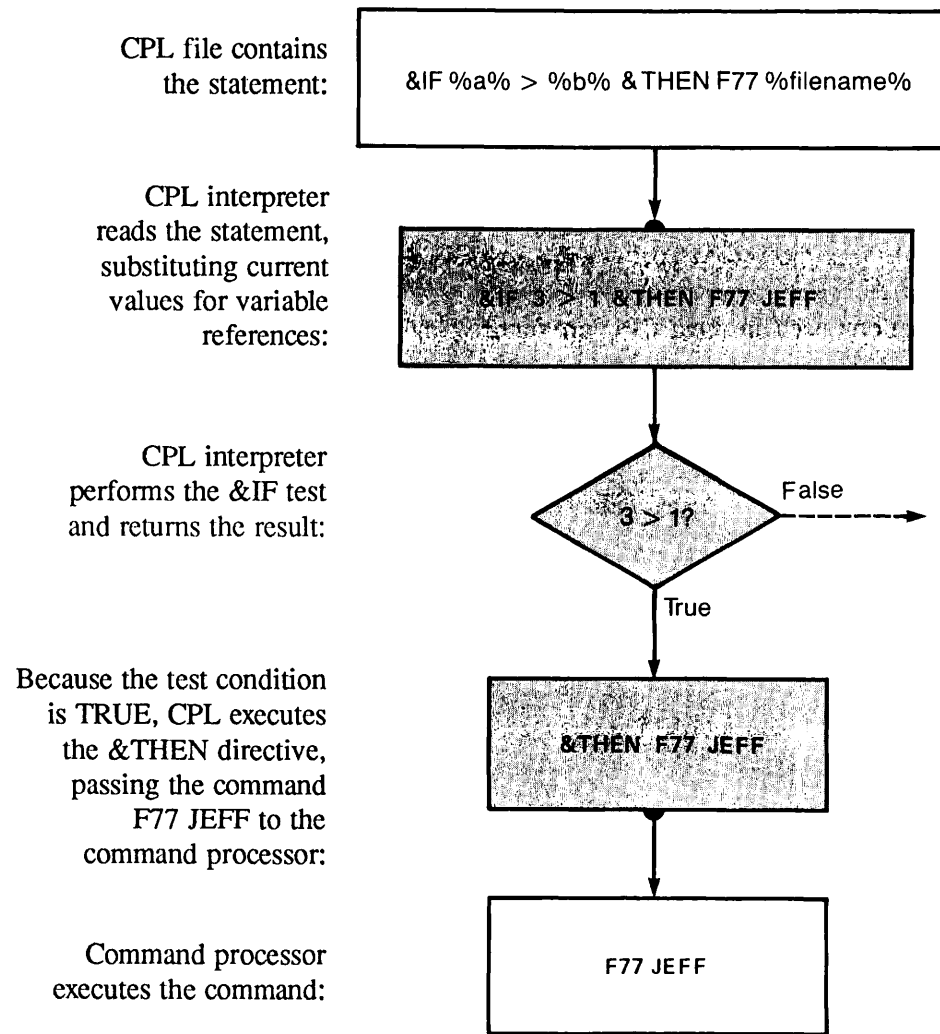 CPL file contains
the statement:
&IF %a% > %b% &THEN F77 %filename%
CPL interpreter
reads the statement,
substituting current
values for variable
references:
&IF 3 > 1 &THEN F77 JEFF
CPL interpreter
performs the &IF test
and returns the result:
3 > 1?
False
True
Because the test condition
is TRUE, CPL executes
the &THEN directive,
passing the command
F77 JEFF to the
command processor:
&THEN F77 JEFF
Command processor
executes the command:
F77 JEFF